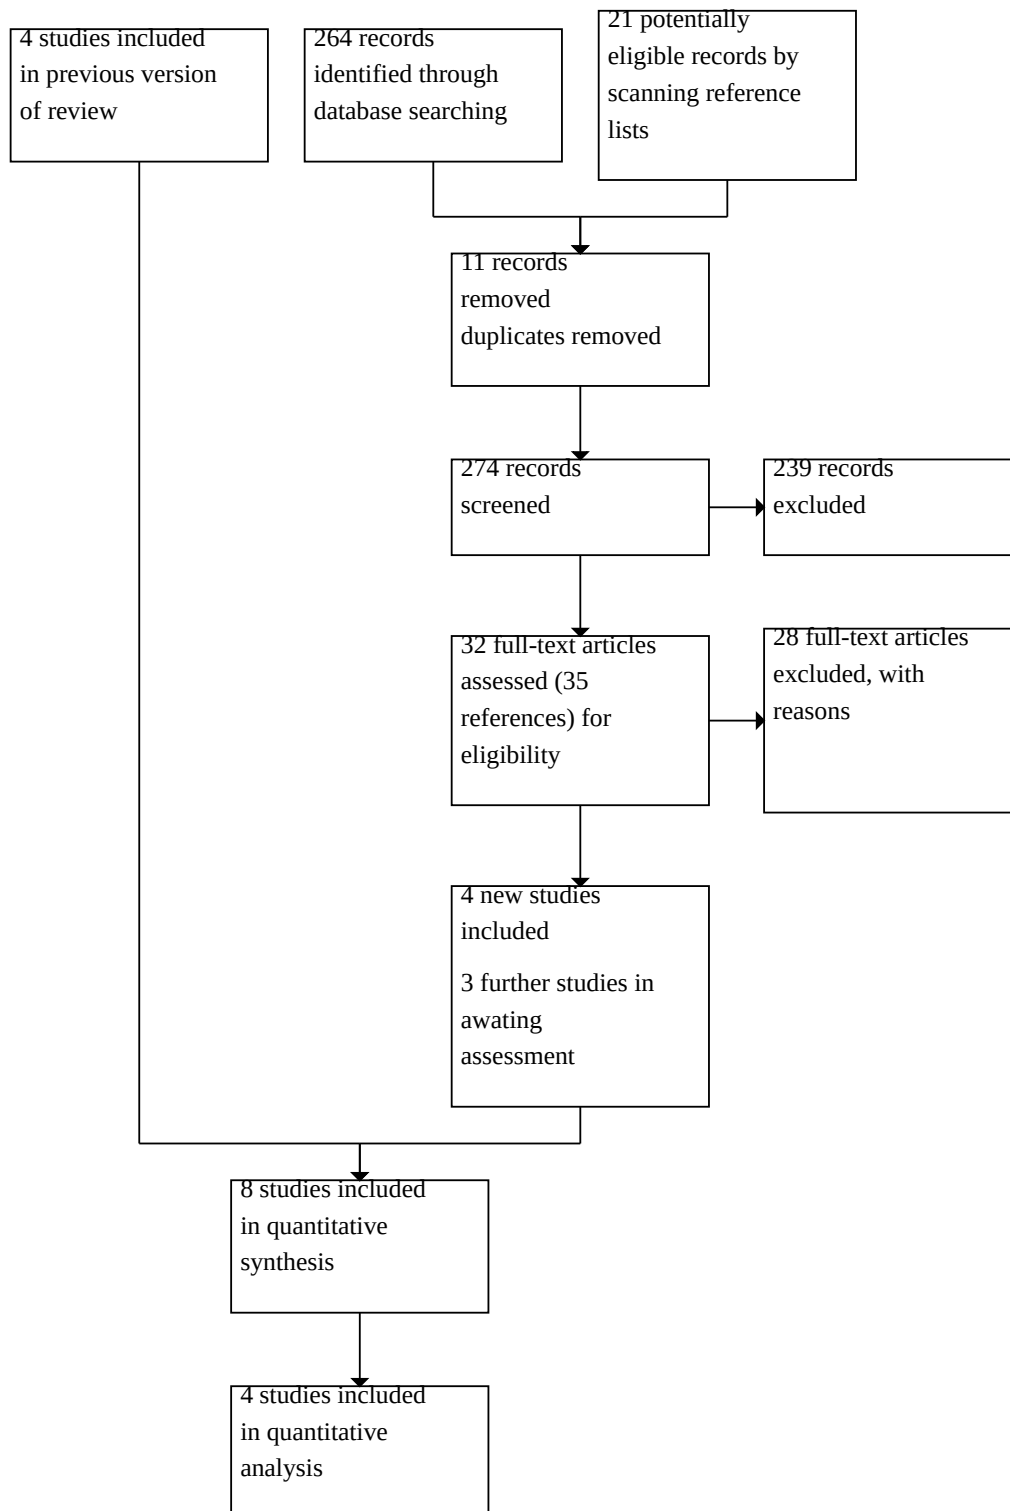 4 studies included
in previous version
of review
264 records
identified through
database searching
21 potentially
eligible records by
scanning reference
lists
11 records
removed
duplicates removed
274 records
screened
239 records
excluded
32 full-text articles
assessed (35
references) for
eligibility
28 full-text articles
excluded, with
reasons
4 new studies
included
3 further studies in
awating
assessment
8 studies included
in quantitative
synthesis
4 studies included
in quantitative
analysis